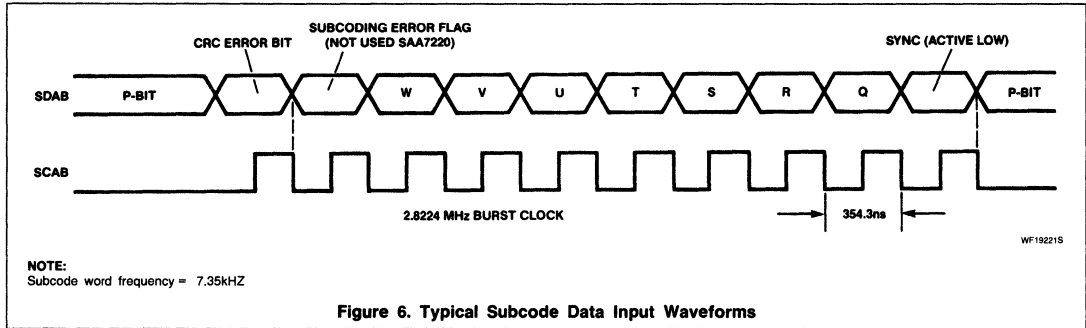 SUBCODING ERROR FLAG
(NOT USED SAA7220)
CRC ERROR BIT
SYNC (ACTIVE LOW)
SDAB P-BIT W V U T S R Q P-BIT
SCAB
2.8224 MHz BURST CLOCK
354.3ns
WF19221S
NOTE:
Subcode word frequency = 7.35kHZ
Figure 6. Typical Subcode Data Input Waveforms